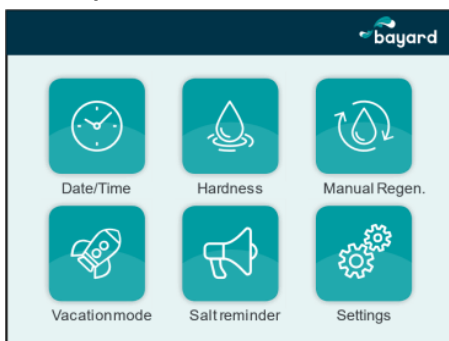 bayard
Date/Time Hardness Manual Regen.
Vacationmode Saltreminder Settings